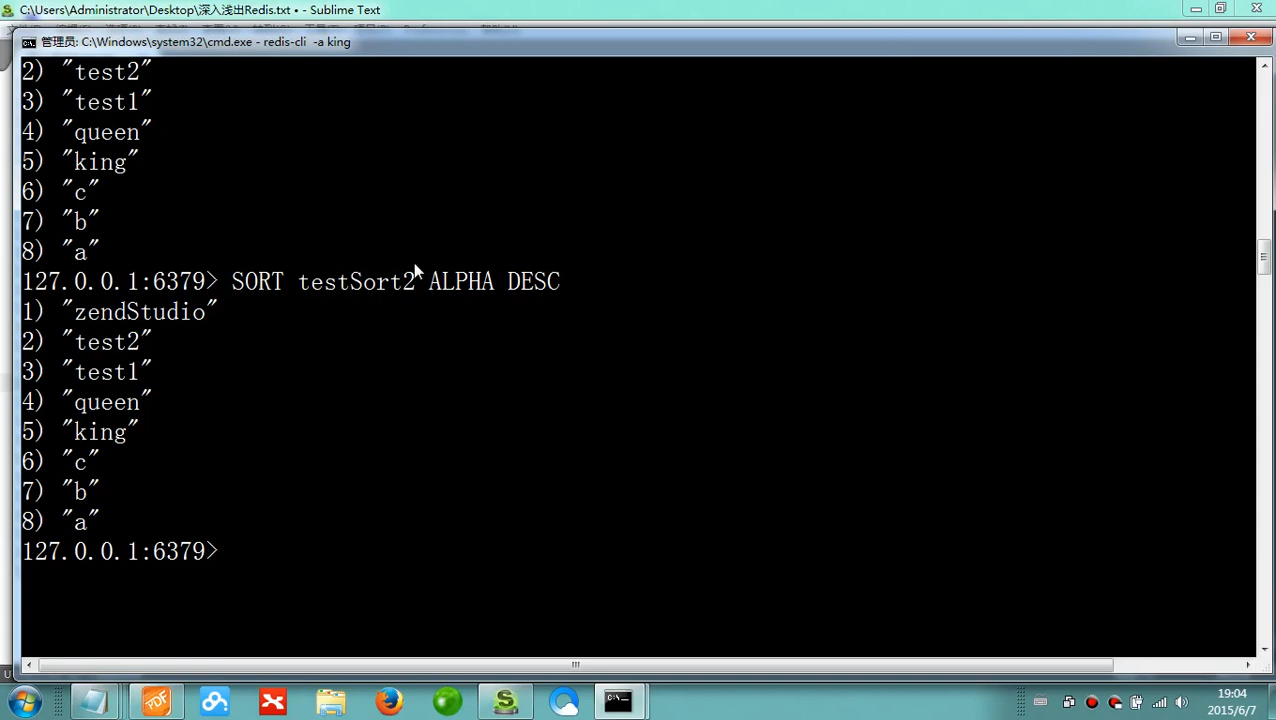 C:\Users\Administrator\Desktop\深入浅出Redis.txt • - Sublime Text
管理员: C:\Windows\system32\cmd.exe - redis-cli -a king
2) "test2"
3) "test1"
4) "queen"
5) "king"
6) "c"
7) "b"
8) "a"
127.0.0.1:6379> SORT testSort2 ALPHA DESC
1) "zendStudio"
2) "test2"
3) "test1"
4) "queen"
5) "king"
6) "c"
7) "b"
8) "a"
127.0.0.1:6379>
PDF
C:\_
19:04
2015/6/7